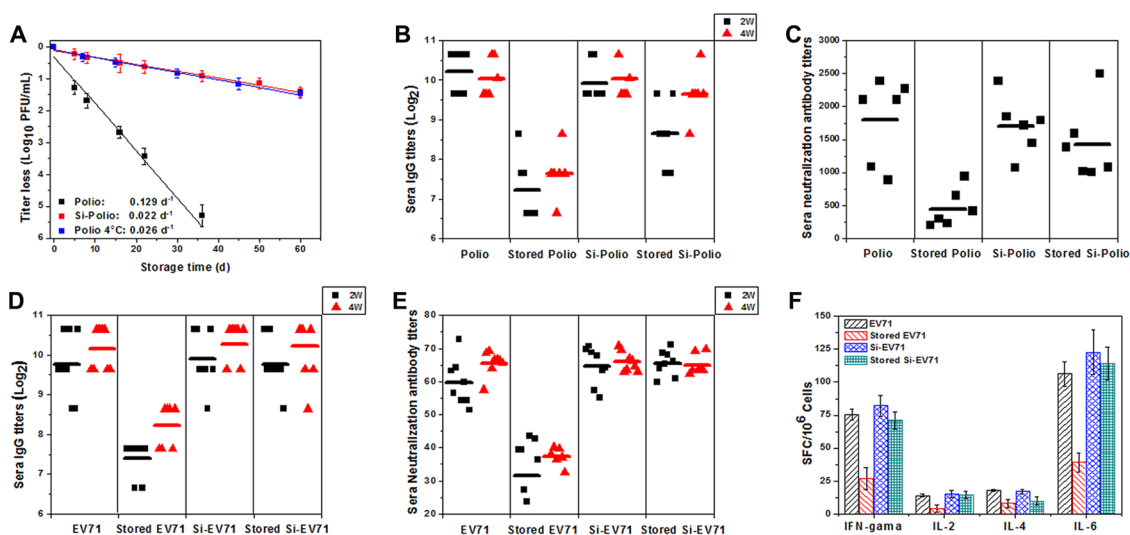 A
Titer loss (Log10 PFU/mL)
0
1
2
3
4
5
6
Polio: 0.129 d-1
Si-Polio: 0.022 d-1
Polio 4°C: 0.026 d-1
0 10 20 30 40 50 60
Storage time (d)
B
2W
4W
Sera IgG titers (Log2)
11
10
9
8
7
6
Polio Stored Polio Si-Polio Stored Si-Polio
C
Sera neutralization antibody titers
3000
2500
2000
1500
1000
500
0
Polio Stored Polio Si-Polio Stored Si-Polio
D
2W
4W
Sera IgG titers (Log2)
11
10
9
8
7
6
EV71 Stored EV71 Si-EV71 Stored Si-EV71
E
2W
4W
Sera Neutralization antibody titers
80
70
60
50
40
30
20
EV71 Stored EV71 Si-EV71 Stored Si-EV71
F
EV71
Stored EV71
Si-EV71
Stored Si-EV71
SFC/10^6 Cells
150
125
100
75
50
25
0
IFN-gama IL-2 IL-4 IL-6